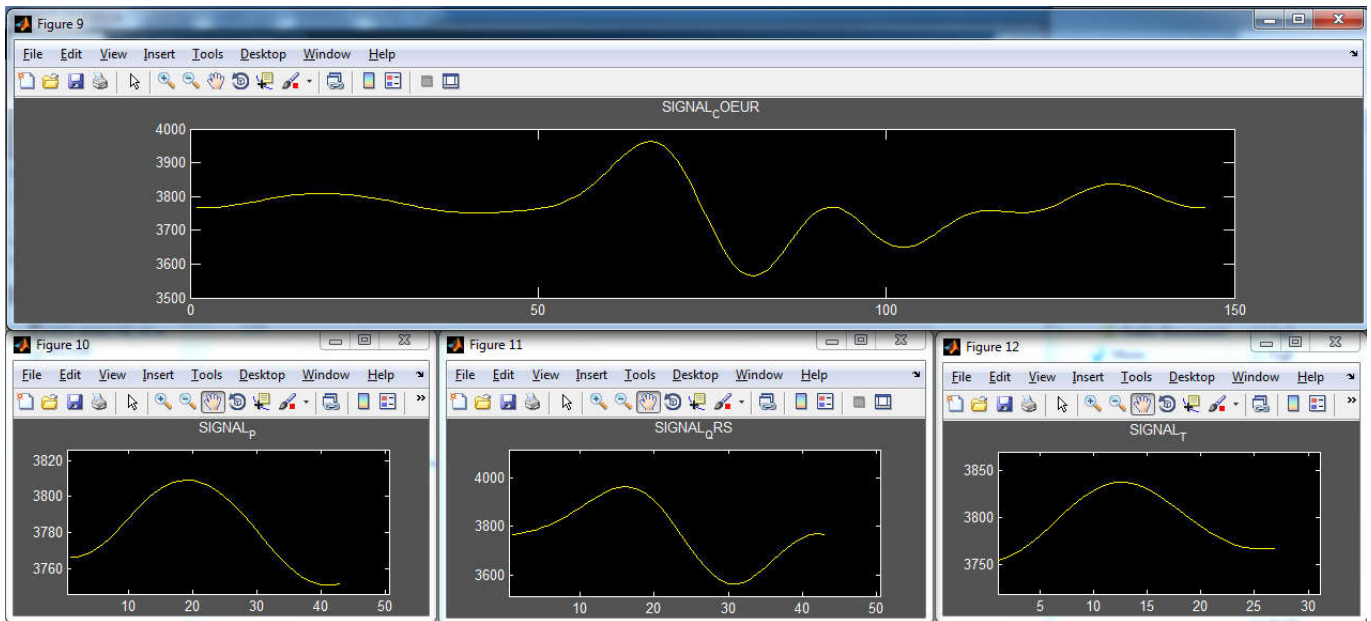 Figure 9
File Edit View Insert Tools Desktop Window Help
SIGNAL_COEUR
4000
3900
3800
3700
3600
3500
0 50 100 150
Figure 10
File Edit View Insert Tools Desktop Window Help
SIGNAL_P
3820
3800
3780
3760
10 20 30 40 50
Figure 11
File Edit View Insert Tools Desktop Window Help
SIGNAL_QRS
4000
3800
3600
10 20 30 40 50
Figure 12
File Edit View Insert Tools Desktop Window Help
SIGNAL_T
3850
3800
3750
5 10 15 20 25 30